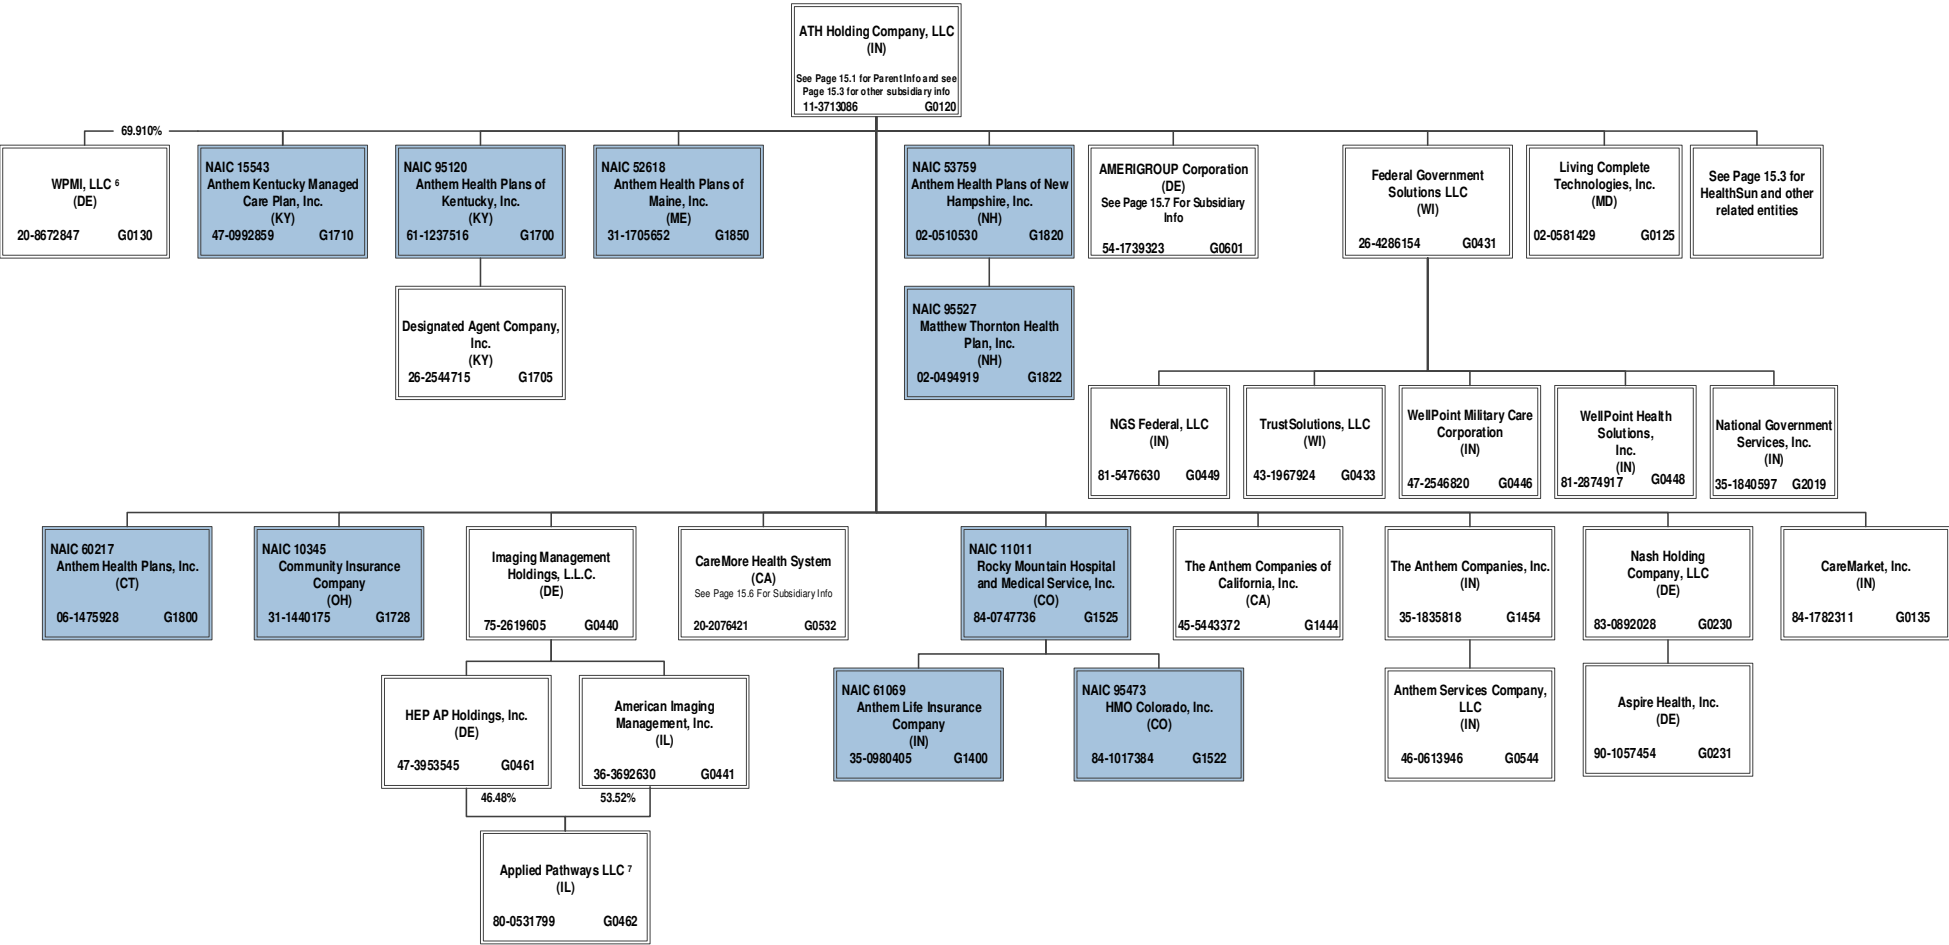 ATH Holding Company, LLC
(IN)
See Page 15.1 for Parent Info and see
Page 15.3 for other subsidiary info
11-3713086 G0120
69.910%
WPMI, LLC 6
(DE)
20-8672847 G0130
NAIC 15543
Anthem Kentucky Managed
Care Plan, Inc.
(KY)
47-0992859 G1710
NAIC 95120
Anthem Health Plans of
Kentucky, Inc.
(KY)
61-1237516 G1700
NAIC 52618
Anthem Health Plans of
Maine, Inc.
(ME)
31-1705652 G1850
NAIC 53759
Anthem Health Plans of New
Hampshire, Inc.
(NH)
02-0510530 G1820
AMERIGROUP Corporation
(DE)
See Page 15.7 For Subsidiary
Info
54-1739323 G0601
Federal Government
Solutions LLC
(WI)
26-4286154 G0431
Living Complete
Technologies, Inc.
(MD)
02-0581429 G0125
See Page 15.3 for
HealthSun and other
related entities
Designated Agent Company,
Inc.
(KY)
26-2544715 G1705
NAIC 95527
Matthew Thornton Health
Plan, Inc.
(NH)
02-0494919 G1822
NGS Federal, LLC
(IN)
81-5476630 G0449
TrustSolutions, LLC
(WI)
43-1967924 G0433
WellPoint Military Care
Corporation
(IN)
47-2546820 G0446
WellPoint Health
Solutions,
Inc.
(IN)
81-2874917 G0448
National Government
Services, Inc.
(IN)
35-1840597 G2019
NAIC 60217
Anthem Health Plans, Inc.
(CT)
06-1475928 G1800
NAIC 10345
Community Insurance
Company
(OH)
31-1440175 G1728
Imaging Management
Holdings, L.L.C.
(DE)
75-2619605 G0440
CareMore Health System
(CA)
See Page 15.6 For Subsidiary Info
20-2076421 G0532
NAIC 11011
Rocky Mountain Hospital
and Medical Service, Inc.
(CO)
84-0747736 G1525
The Anthem Companies of
California, Inc.
(CA)
45-5443372 G1444
The Anthem Companies, Inc.
(IN)
35-1835818 G1454
Nash Holding
Company, LLC
(DE)
83-0892028 G0230
CareMarket, Inc.
(IN)
84-1782311 G0135
HEP AP Holdings, Inc.
(DE)
47-3953545 G0461
American Imaging
Management, Inc.
(IL)
36-3692630 G0441
NAIC 61069
Anthem Life Insurance
Company
(IN)
35-0980405 G1400
NAIC 95473
HMO Colorado, Inc.
(CO)
84-1017384 G1522
Anthem Services Company,
LLC
(IN)
46-0613946 G0544
Aspire Health, Inc.
(DE)
90-1057454 G0231
46.48% 53.52%
Applied Pathways LLC 7
(IL)
80-0531799 G0462